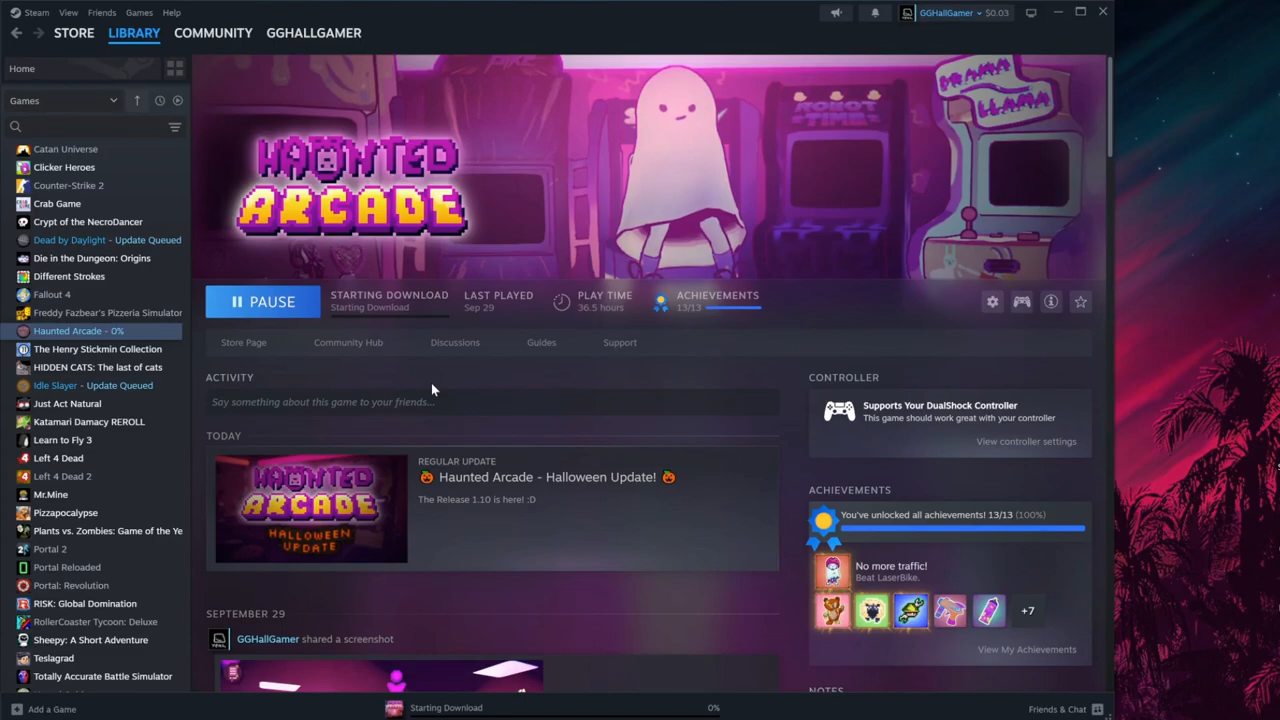 Steam View Friends Games Help
GGHallGamer $0.03
STORE LIBRARY COMMUNITY GGHALLGAMER
Home
Games
Catan Universe
Clicker Heroes
Counter-Strike 2
Crab Game
Crypt of the NecroDancer
Dead by Daylight - Update Queued
Die in the Dungeon: Origins
Different Strokes
Fallout 4
Freddy Fazbear's Pizzeria Simulator
Haunted Arcade - 0%
The Henry Stickmin Collection
HIDDEN CATS: The last of cats
Idle Slayer - Update Queued
Just Act Natural
Katamari Damacy REROLL
Learn to Fly 3
Left 4 Dead
Left 4 Dead 2
Mr.Mine
Pizzapocalypse
Plants vs. Zombies: Game of the Ye
Portal 2
Portal Reloaded
Portal: Revolution
RISK: Global Domination
RollerCoaster Tycoon: Deluxe
Sheepy: A Short Adventure
Teslagrad
Totally Accurate Battle Simulator
Add a Game
HAUNTED
ARCADE
ROBOT
TIME
DRAMA
LLAMA
PAUSE
STARTING DOWNLOAD
Starting Download
LAST PLAYED
Sep 29
PLAY TIME
36.5 hours
ACHIEVEMENTS
13/13
Store Page Community Hub Discussions Guides Support
ACTIVITY
Say something about this game to your friends...
TODAY
HAUNTED
ARCADE
HALLOWEEN
UPDATE
REGULAR UPDATE
🎃 Haunted Arcade - Halloween Update! 🎃
The Release 1.10 is here! :D
SEPTEMBER 29
GGHallGamer shared a screenshot
CONTROLLER
Supports Your DualShock Controller
This game should work great with your controller
View controller settings
ACHIEVEMENTS
You've unlocked all achievements! 13/13 (100%)
No more traffic!
Beat LaserBike.
+7
View My Achievements
NOTES
Starting Download 0%
Friends & Chat